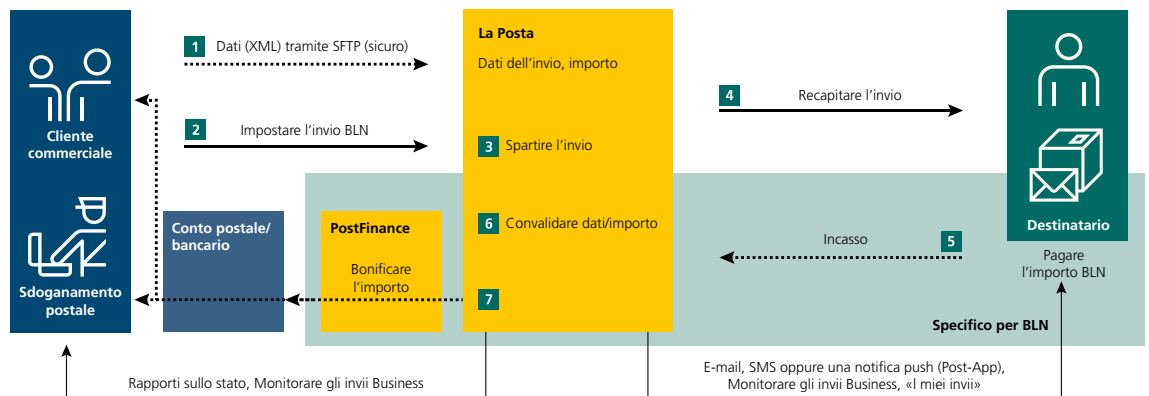 1 Dati (XML) tramite SFTP (sicuro)
La Posta
Dati dell’invio, importo
4 Recapitare l’invio
Cliente
commerciale
2 Impostare l’invio BLN
3 Spartire l’invio
Sdoganamento
postale
Conto postale/
bancario
PostFinance
Bonificare
l’importo
6 Convalidare dati/importo
7
Incasso 5
Destinatario
Pagare
l’importo BLN
Specifico per BLN
Rapporti sullo stato, Monitorare gli invii Business
E-mail, SMS oppure una notifica push (Post-App),
Monitorare gli invii Business, «I miei invii»